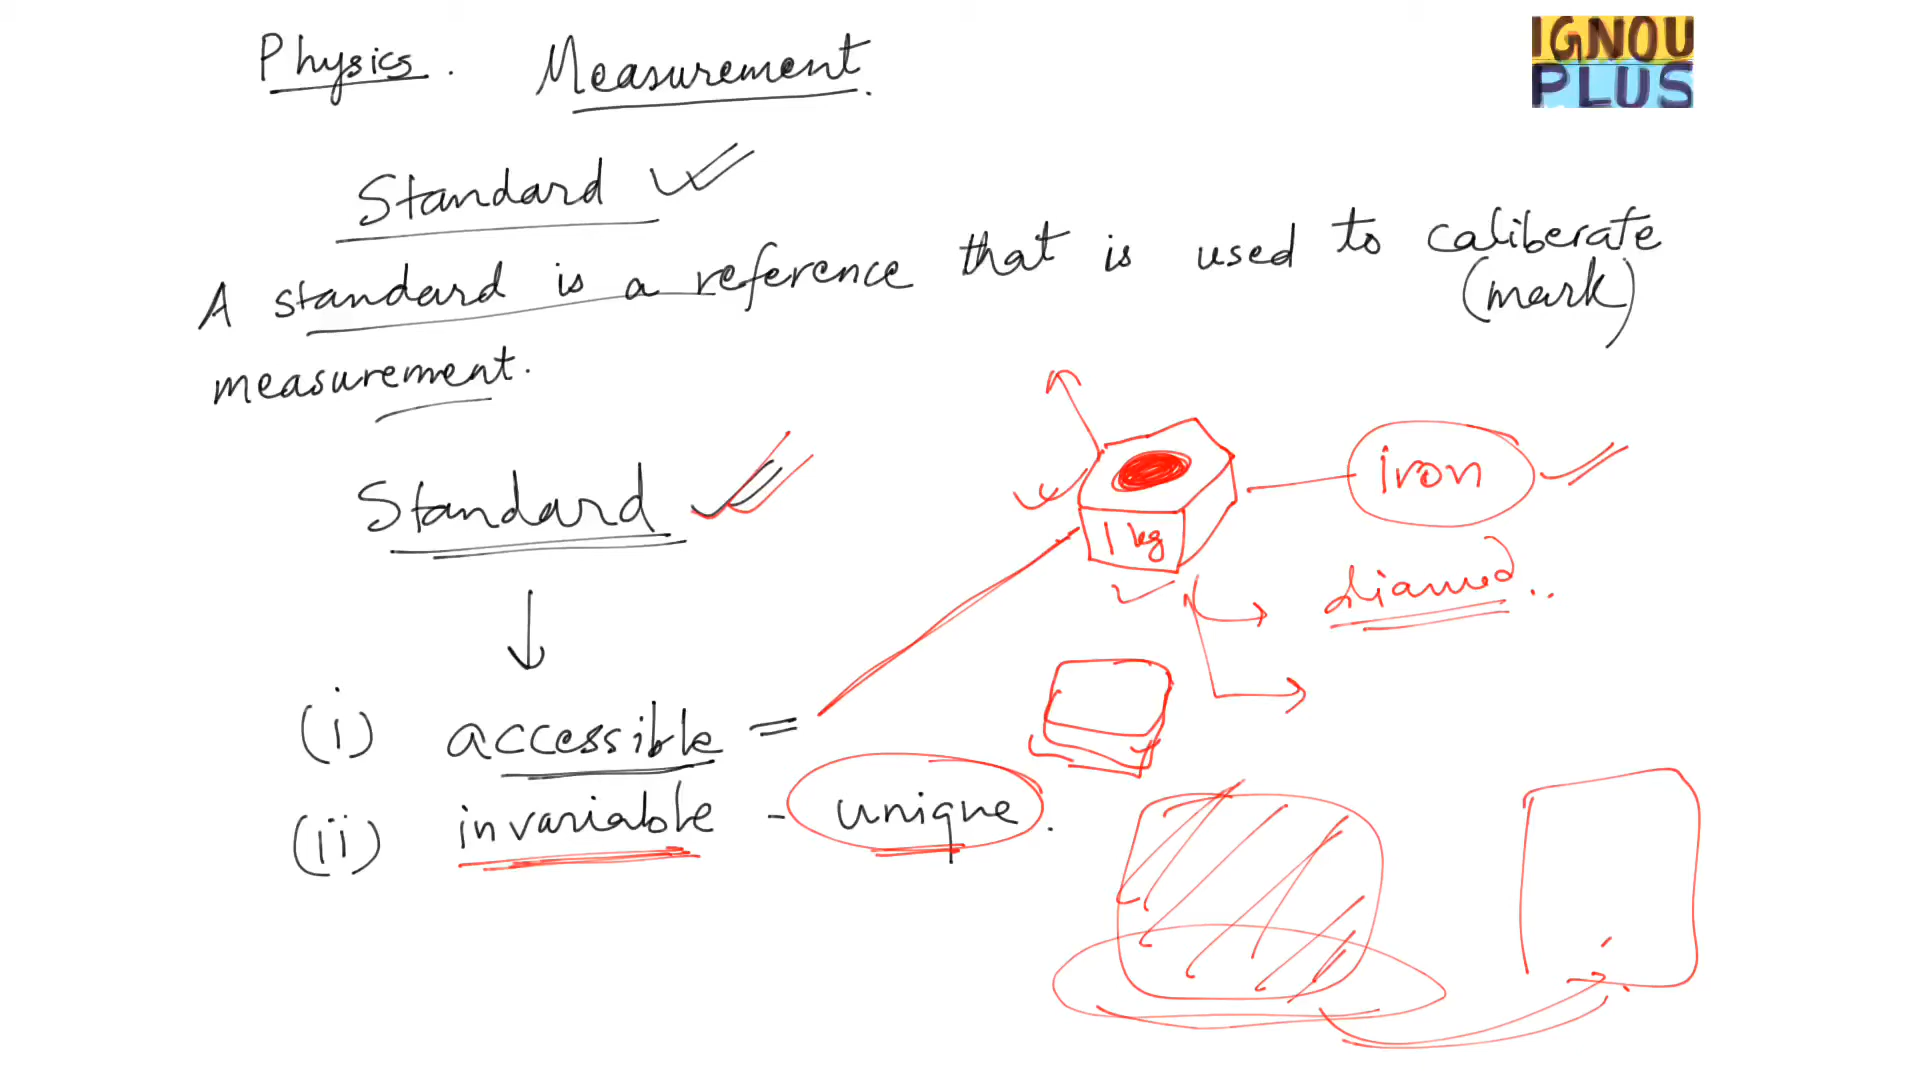 Physics. Measurement.
IGNOU
PLUS
Standard
A standard is a reference that is used to caliberate
(mark)
measurement.
Standard
iron
1 kg
(i) accessible =
(ii) invariable - unique.